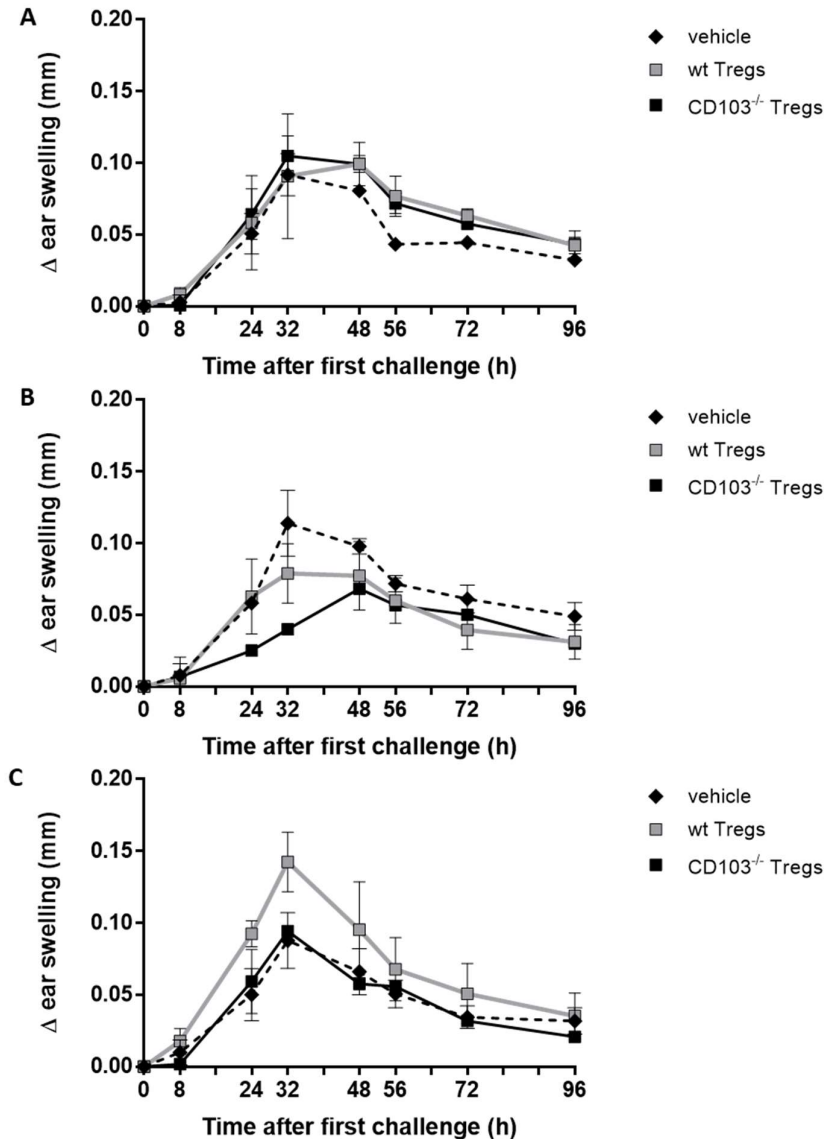 A
0.20
0.15
0.10
0.05
0.00
Δ ear swelling (mm)
0 8 24 32 48 56 72 96
Time after first challenge (h)
vehicle
wt Tregs
CD103-/- Tregs
B
0.20
0.15
0.10
0.05
0.00
Δ ear swelling (mm)
0 8 24 32 48 56 72 96
Time after first challenge (h)
vehicle
wt Tregs
CD103-/- Tregs
C
0.20
0.15
0.10
0.05
0.00
Δ ear swelling (mm)
0 8 24 32 48 56 72 96
Time after first challenge (h)
vehicle
wt Tregs
CD103-/- Tregs